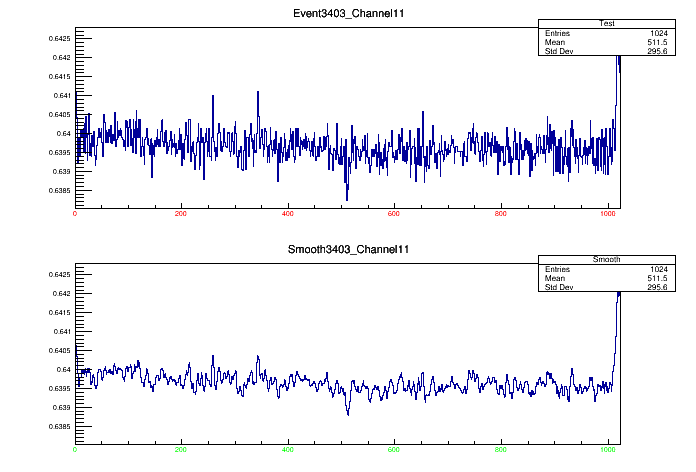 Event3403_Channel11
Test
Entries 1024
Mean 511.5
Std Dev 295.6
0.6425
0.642
0.6415
0.641
0.6405
0.64
0.6395
0.639
0.6385
0 200 400 600 800 1000
Smooth3403_Channel11
Smooth
Entries 1024
Mean 511.5
Std Dev 295.6
0.6425
0.642
0.6415
0.641
0.6405
0.64
0.6395
0.639
0.6385
0 200 400 600 800 1000